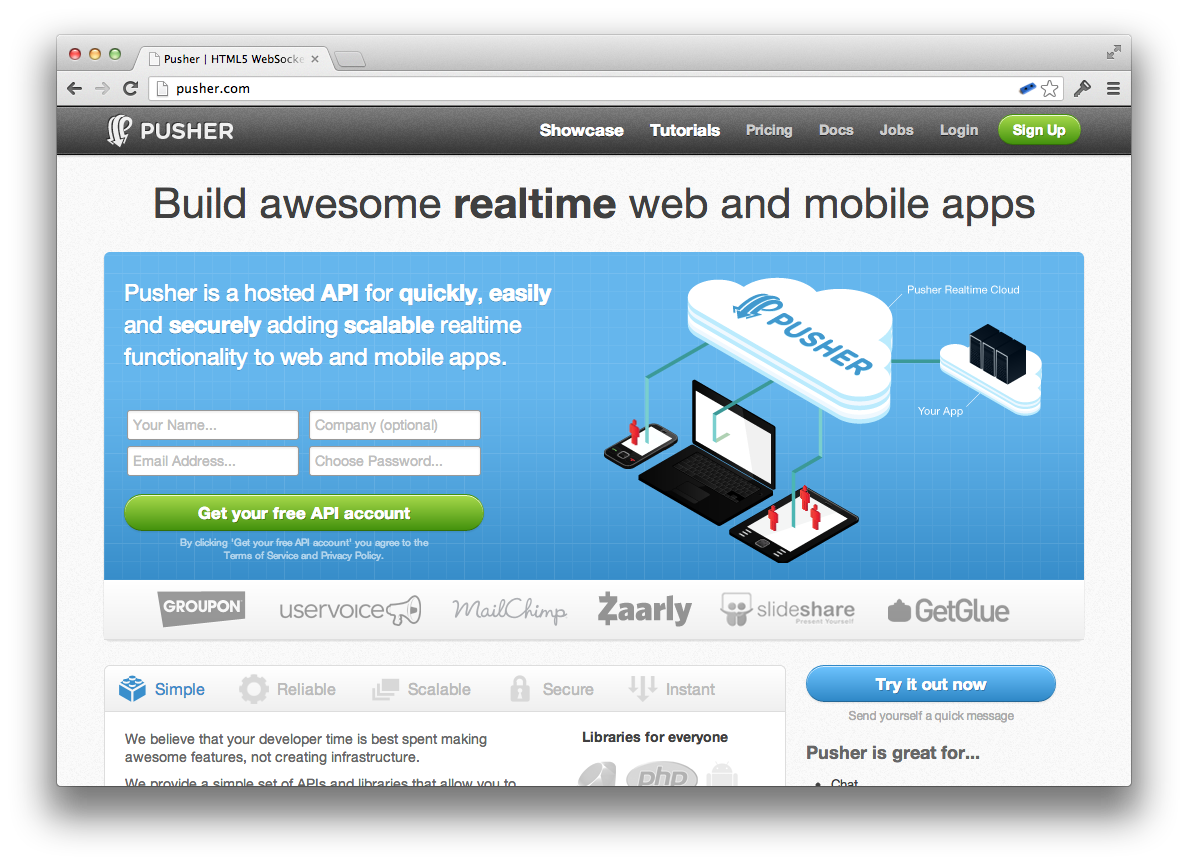 Pusher | HTML5 WebSocke
pusher.com
PUSHER
Showcase Tutorials Pricing Docs Jobs Login Sign Up
Build awesome realtime web and mobile apps
Pusher is a hosted API for quickly, easily
and securely adding scalable realtime
functionality to web and mobile apps.
Your Name... Company (optional)
Email Address... Choose Password...
Get your free API account
By clicking 'Get your free API account' you agree to the
Terms of Service and Privacy Policy.
PUSHER
Pusher Realtime Cloud
Your App
GROUPON uservoice MailChimp Zaarly slideshare GetGlue
Present Yourself
Simple Reliable Scalable Secure Instant
We believe that your developer time is best spent making
awesome features, not creating infrastructure.
We provide a simple set of APIs and libraries that allow you to
Libraries for everyone
php
Try it out now
Send yourself a quick message
Pusher is great for...
• Chat